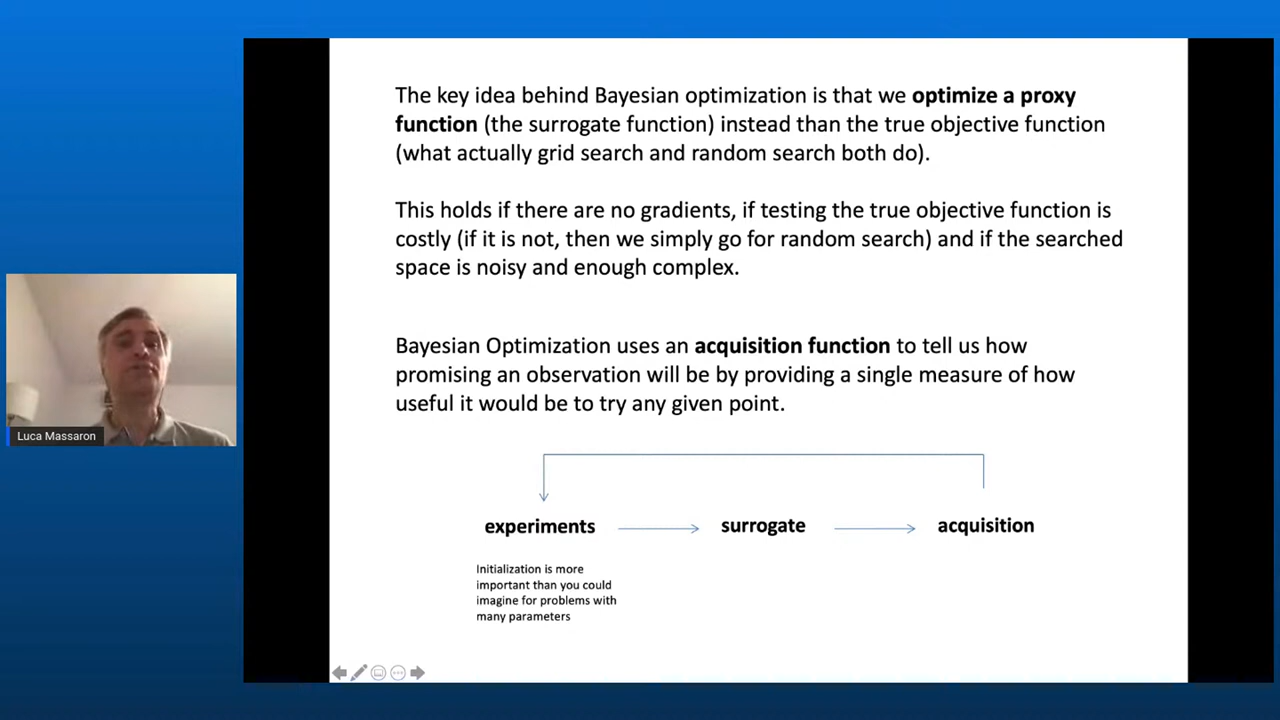 The key idea behind Bayesian optimization is that we optimize a proxy
function (the surrogate function) instead than the true objective function
(what actually grid search and random search both do).
This holds if there are no gradients, if testing the true objective function is
costly (if it is not, then we simply go for random search) and if the searched
space is noisy and enough complex.
Bayesian Optimization uses an acquisition function to tell us how
promising an observation will be by providing a single measure of how
useful it would be to try any given point.
experiments
surrogate
acquisition
Initialization is more
important than you could
imagine for problems with
many parameters
Luca Massaron